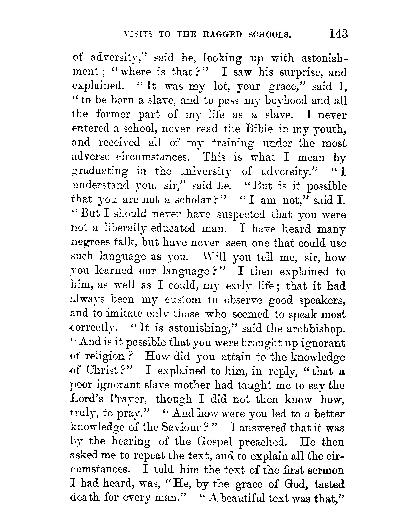 VISITS TO THE RAGGED SCHOOLS. 143
of adversity," said he, looking up with astonish-
ment; "where is that?" I saw his surprise, and
explained. "It was my lot, your grace," said I,
"to be born a slave, and to pass my boyhood and all
the former part of my life as a slave. I never
entered a school, never read the Bible in my youth,
and received all of my training under the most
adverse circumstances. This is what I mean by
graduating in the university of adversity." "I
understand you, sir," said he. "But is it possible
that you are not a scholar?" "I am not," said I.
"But I should never have suspected that you were
not a liberally educated man. I have heard many
negroes talk, but have never seen one that could use
such language as you. Will you tell me, sir, how
you learned our language?" I then explained to
him, as well as I could, my early life; that it had
always been my custom to observe good speakers,
and to imitate only those who seemed to speak most
correctly. "It is astonishing," said the archbishop.
"And is it possible that you were brought up ignorant
of religion? How did you attain to the knowledge
of Christ?" I explained to him, in reply, "that a
poor ignorant slave mother had taught me to say the
Lord's Prayer, though I did not then know how,
truly, to pray." "And how were you led to a better
knowledge of the Saviour?" I answered that it was
by the hearing of the Gospel preached. He then
asked me to repeat the text, and to explain all the cir-
cumstances. I told him the text of the first sermon
I had heard, was, "He, by the grace of God, tasted
death for every man." "A beautiful text was that,"